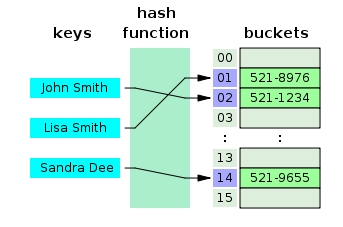 hash
keys function buckets
00
John Smith 01 521-8976
02 521-1234
Lisa Smith 03
: :
13
Sandra Dee 14 521-9655
15